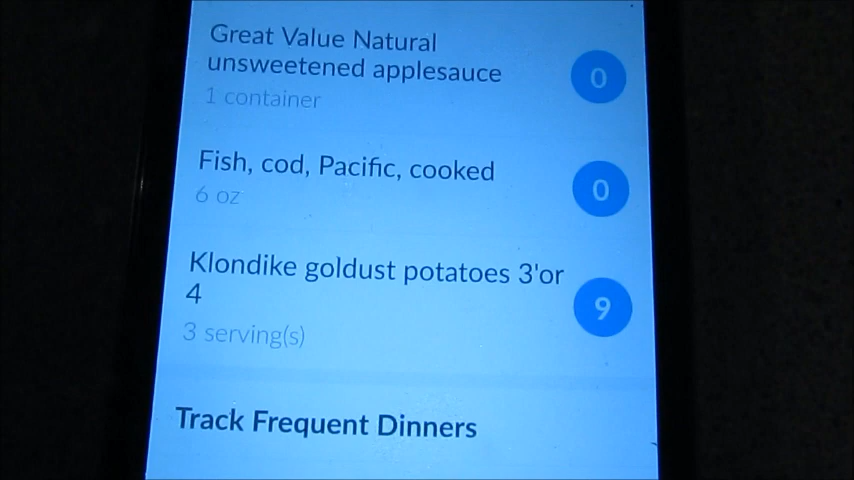 Great Value Natural
unsweetened applesauce
0
1 container
Fish, cod, Pacific, cooked
0
6 oz
Klondike goldust potatoes 3'or
4
9
3 serving(s)
Track Frequent Dinners